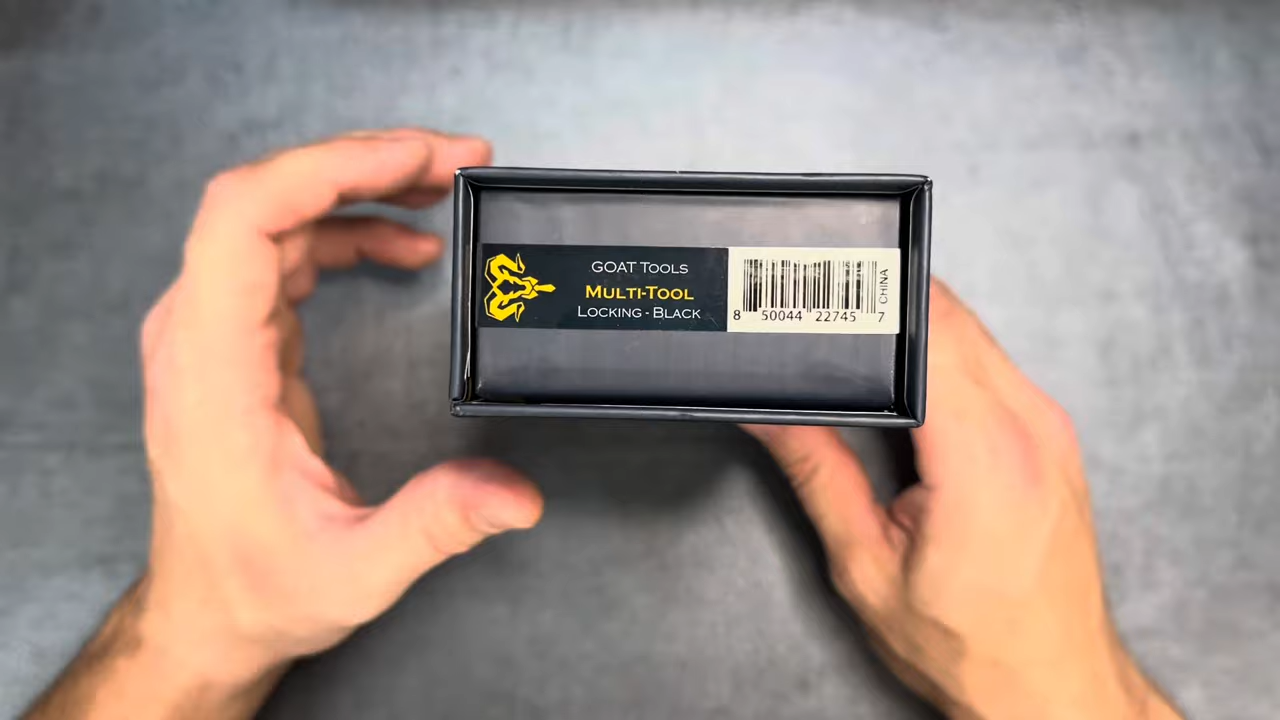 GOAT Tools
Multi-Tool
Locking - Black
8 50044 22745 7
CHINA